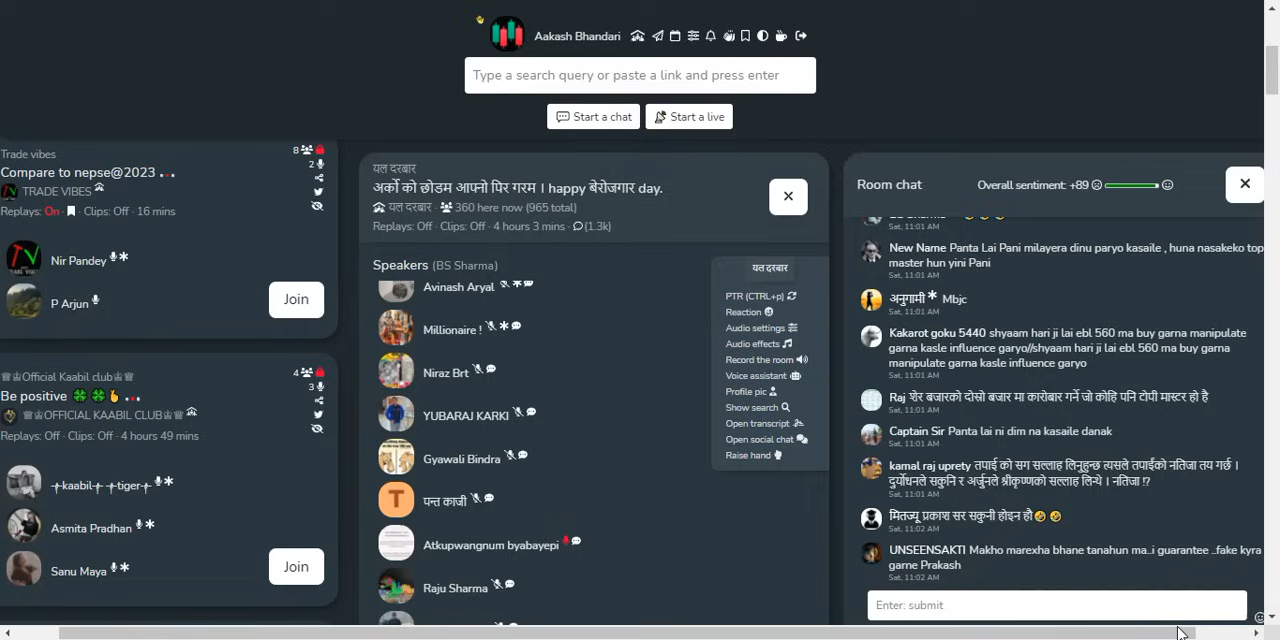 Aakash Bhandari
Type a search query or paste a link and press enter
Start a chat
Start a live
Trade vibes
Compare to nepse@2023
8
2
TRADE VIBES
Replays: On · Clips: Off · 16 mins
Nir Pandey
P Arjun
Join
♕♔Official Kaabil club♔♕
4
Be positive 🍀🍀
3
♕♔OFFICIAL KAABIL CLUB♔♕
Replays: Off · Clips: Off · 4 hours 49 mins
kaabil tiger
Asmita Pradhan
Sanu Maya
Join
यल दरबार
अर्को को छोडम आफ्नो पिर गरम । happy बेरोजगार day.
यल दरबार · 360 here now (965 total)
Replays: Off · Clips: Off · 4 hours 3 mins · (1.3k)
Speakers (BS Sharma)
Avinash Aryal
Millionaire !
Niraz Brt
YUBARAJ KARKI
Gyawali Bindra
T
पन्त काजी
Atkupwangnum byabayepi
Raju Sharma
यल दरबार
PTR (CTRL+p)
Reaction
Audio settings
Audio effects
Record the room
Voice assistant
Profile pic
Show search
Open transcript
Open social chat
Raise hand
Room chat
Overall sentiment: +89
Sat, 11:01 AM
New Name Panta Lai Pani milayera dinu paryo kasaile , huna nasakeko top
master hun yini Pani
Sat, 11:01 AM
अनुगामी * Mbjc
Sat, 11:01 AM
Kakarot goku 5440 shyaam hari ji lai ebl 560 ma buy garna manipulate
garna kasle influence garyo//shyaam hari ji lai ebl 560 ma buy garna
manipulate garna kasle influence garyo
Sat, 11:01 AM
Raj शेर बजारको दोस्रो बजार मा कारोबार गर्ने जो कोहि पनि टोपी मास्टर हो है
Sat, 11:01 AM
Captain Sir Panta lai ni dim na kasaile danak
Sat, 11:01 AM
kamal raj uprety तपाई को सग सल्लाह लिनुहुन्छ त्यसले तपाईंको नतिजा तय गर्छ ।
दुर्योधनले सकुनि र अर्जुनले श्रीकृष्णको सल्लाह लिन्थे । नतिजा !?
Sat, 11:01 AM
मितज्यू प्रकाश सर सकुनी होइन हौ🤣🤣
Sat, 11:02 AM
UNSEENSAKTI Makho marexha bhane tanahun ma..i guarantee ..fake kyra
garne Prakash
Sat, 11:02 AM
Enter: submit